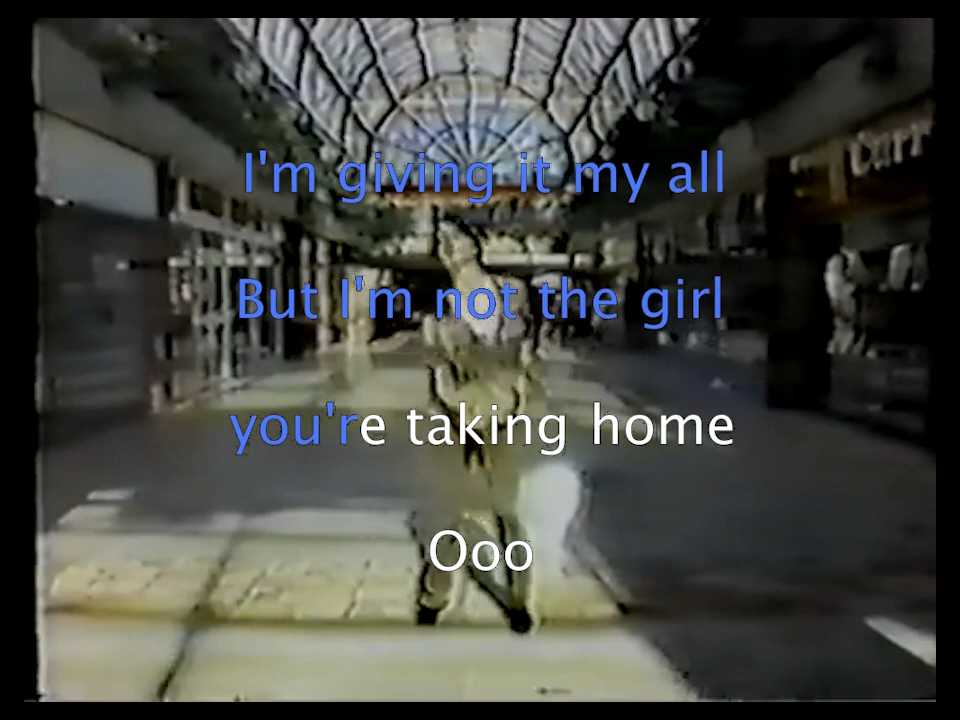 I'm giving it my all
But I'm not the girl
you're taking home
Ooo